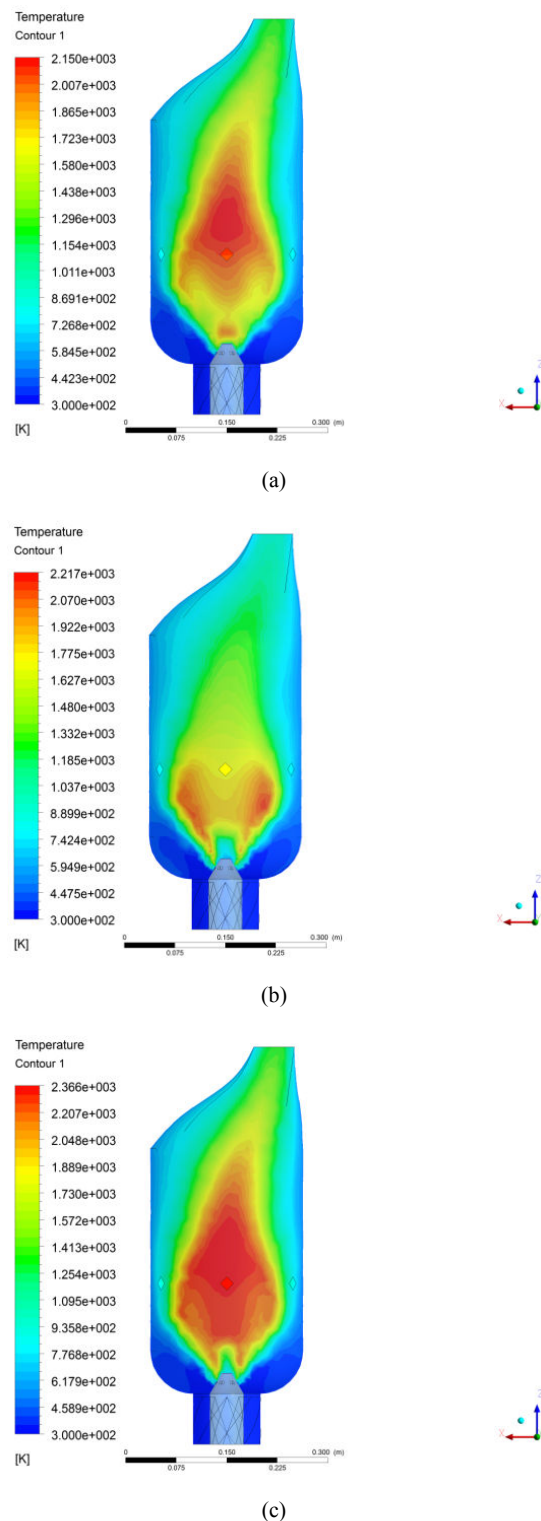 Temperature
Contour 1
2.150e+003
2.007e+003
1.865e+003
1.723e+003
1.580e+003
1.438e+003
1.296e+003
1.154e+003
1.011e+003
8.691e+002
7.268e+002
5.845e+002
4.423e+002
3.000e+002
[K]
0 0.150 0.300 (m)
0.075 0.225
X Z
(a)
Temperature
Contour 1
2.217e+003
2.070e+003
1.922e+003
1.775e+003
1.627e+003
1.480e+003
1.332e+003
1.185e+003
1.037e+003
8.899e+002
7.424e+002
5.949e+002
4.475e+002
3.000e+002
[K]
0 0.150 0.300 (m)
0.075 0.225
X Z
(b)
Temperature
Contour 1
2.366e+003
2.207e+003
2.048e+003
1.889e+003
1.730e+003
1.572e+003
1.413e+003
1.254e+003
1.095e+003
9.358e+002
7.768e+002
6.179e+002
4.589e+002
3.000e+002
[K]
0 0.150 0.300 (m)
0.075 0.225
X Z
(c)